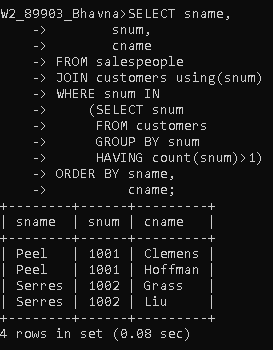 W2_89903_Bhavna>SELECT sname,
    ->        snum,
    ->        cname
    -> FROM salespeople
    -> JOIN customers using(snum)
    -> WHERE snum IN
    ->     (SELECT snum
    ->      FROM customers
    ->      GROUP BY snum
    ->      HAVING count(snum)>1)
    -> ORDER BY sname,
    ->          cname;
+--------+------+---------+
| sname  | snum | cname   |
+--------+------+---------+
| Peel   | 1001 | Clemens |
| Peel   | 1001 | Hoffman |
| Serres | 1002 | Grass   |
| Serres | 1002 | Liu     |
+--------+------+---------+
4 rows in set (0.08 sec)